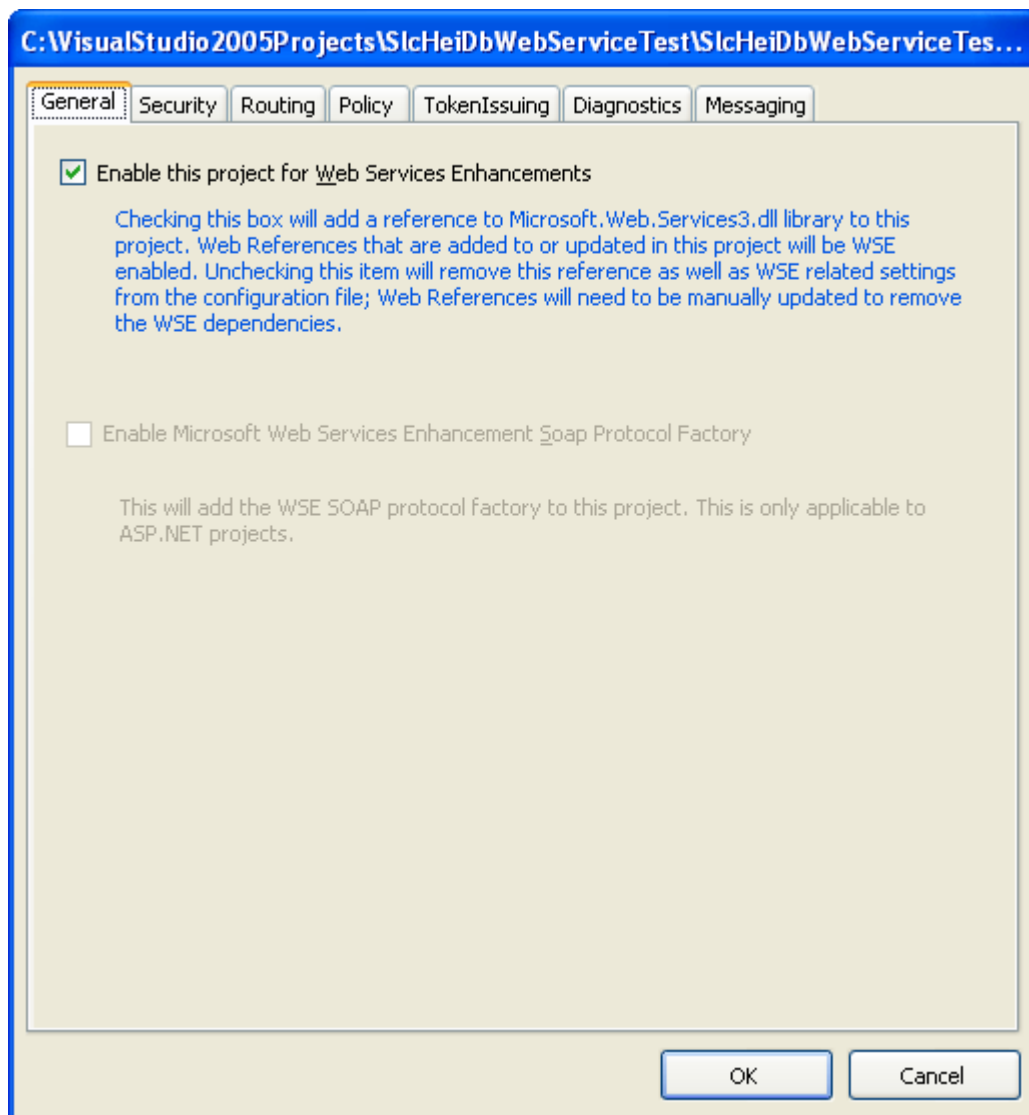 C:\VisualStudio2005Projects\SlcHeiDbWebServiceTest\SlcHeiDbWebServiceTes...
General Security Routing Policy TokenIssuing Diagnostics Messaging
Enable this project for Web Services Enhancements
Checking this box will add a reference to Microsoft.Web.Services3.dll library to this
project. Web References that are added to or updated in this project will be WSE
enabled. Unchecking this item will remove this reference as well as WSE related settings
from the configuration file; Web References will need to be manually updated to remove
the WSE dependencies.
Enable Microsoft Web Services Enhancement Soap Protocol Factory
This will add the WSE SOAP protocol factory to this project. This is only applicable to
ASP.NET projects.
OK Cancel